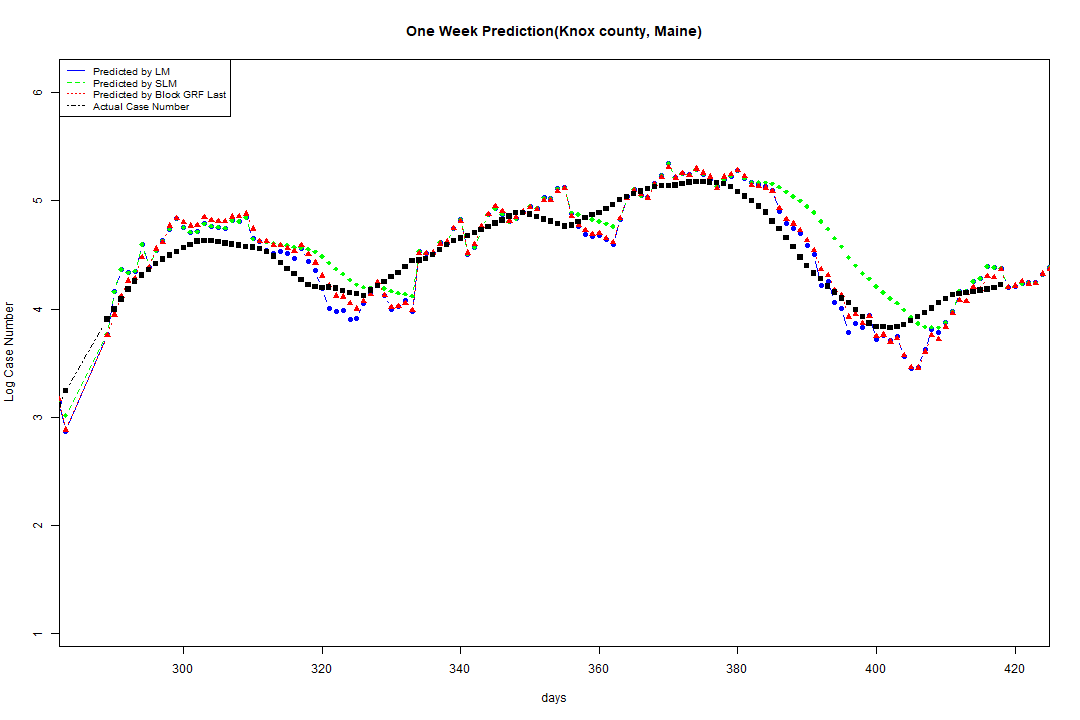 One Week Prediction(Knox county, Maine)
Predicted by LM
Predicted by SLM
Predicted by Block GRF Last
Actual Case Number
6
5
4
3
2
1
Log Case Number
300 320 340 360 380 400 420
days